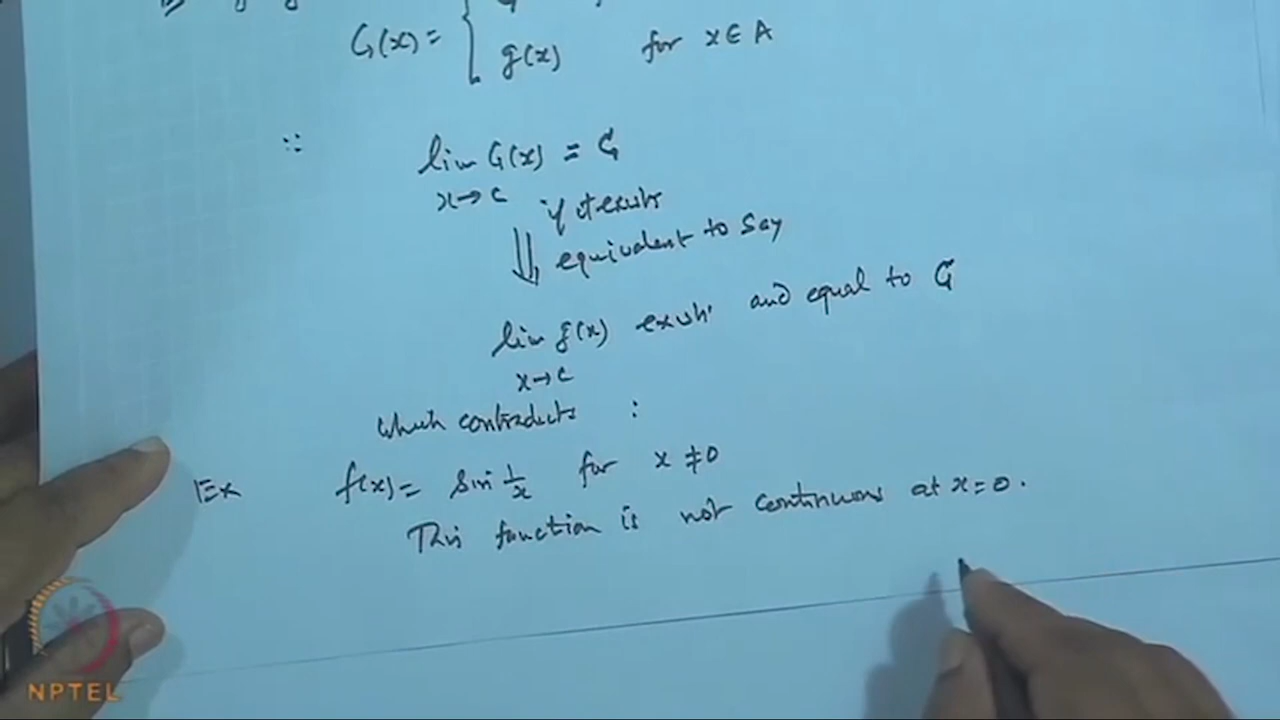 G(x) = {
g(x) for x ∈ A
∵ lim G(x) = G
x→c if it exists
⇓ equivalent to say
lim g(x) exists and equal to G
x→c
which contradicts :
Ex f(x) = sin 1/x for x ≠ 0
This function is not continuous at x = 0.
NPTEL